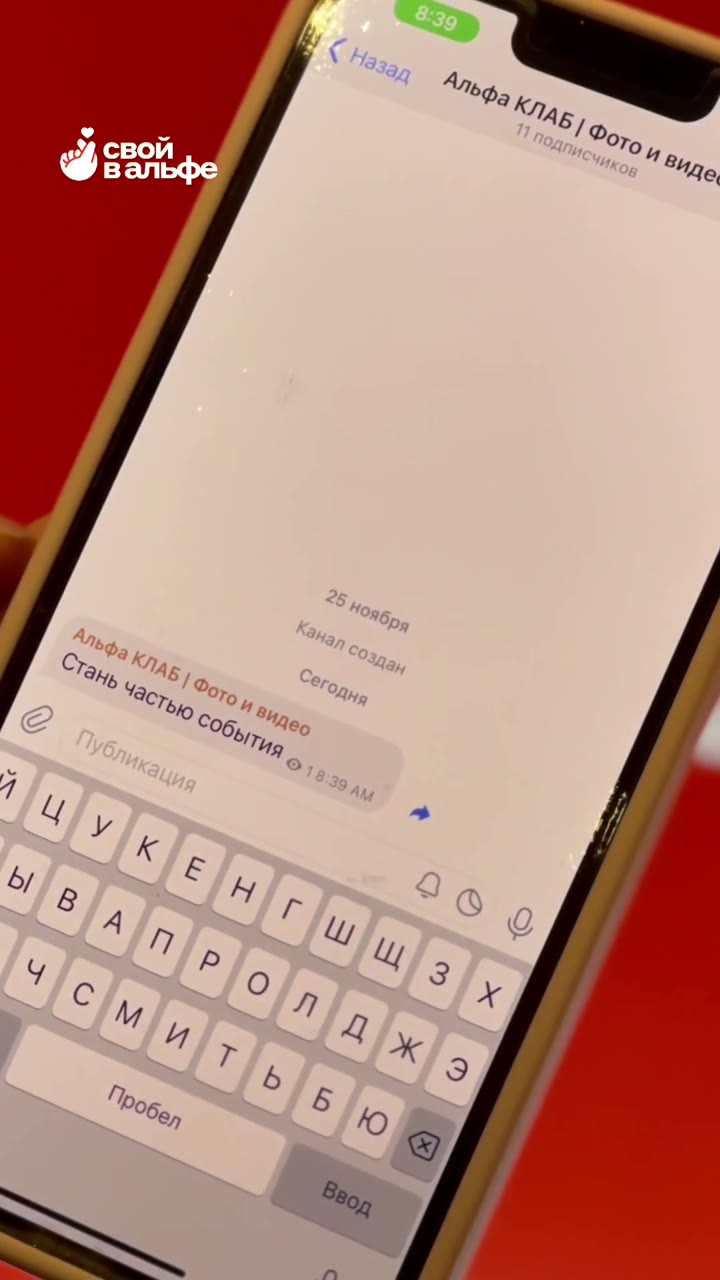 8:39
Назад
Альфа КЛАБ | Фото и видео
11 подписчиков
свой
в альфе
25 ноября
Канал создан
Сегодня
Альфа КЛАБ | Фото и видео
Стань частью события
1 8:39 AM
Публикация
Й Ц У К Е Н Г Ш Щ З Х
Ы В А П Р О Л Д Ж Э
Ч С М И Т Ь Б Ю
Пробел
Ввод